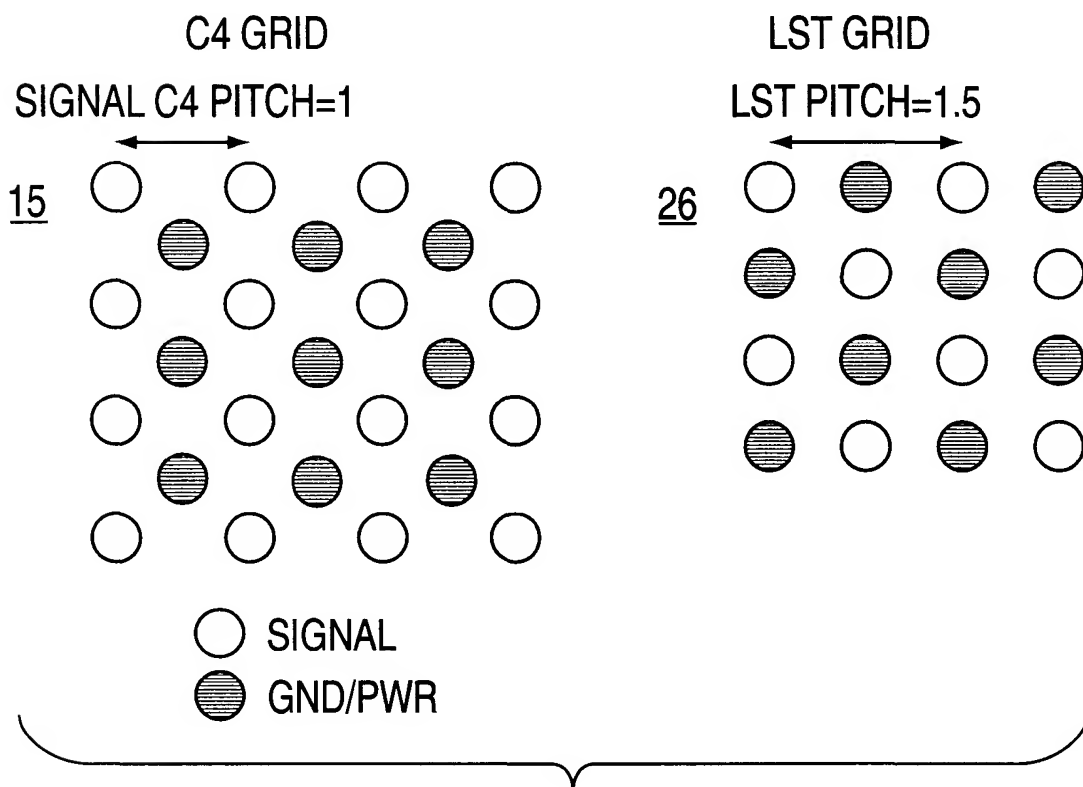 C4 GRID
SIGNAL C4 PITCH=1
15
LST GRID
LST PITCH=1.5
26
SIGNAL
GND/PWR